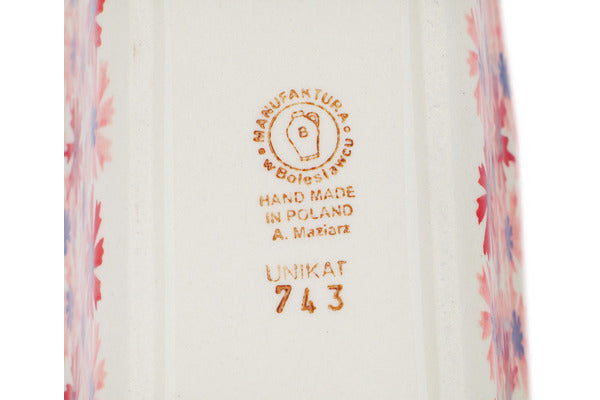 MANUFAKTURA
w Bolesławcu
B
HAND MADE
IN POLAND
A. Maziarz
UNIKAT
743